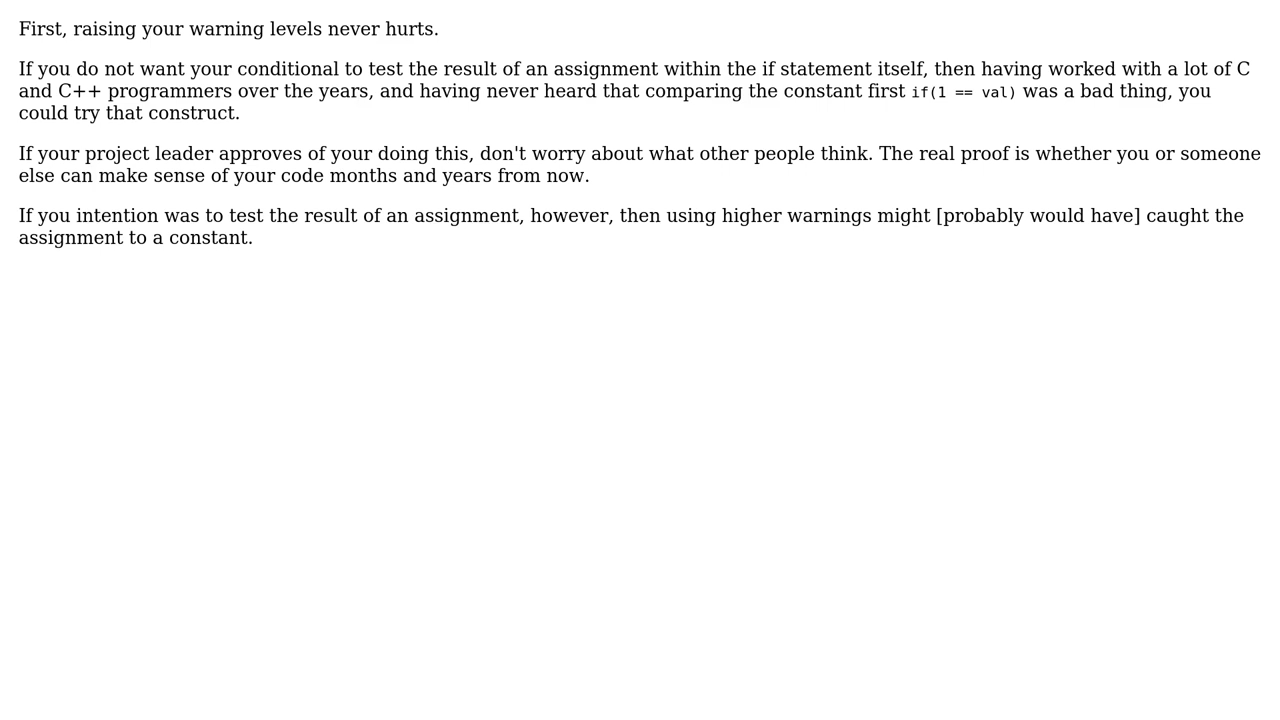 First, raising your warning levels never hurts.
If you do not want your conditional to test the result of an assignment within the if statement itself, then having worked with a lot of C
and C++ programmers over the years, and having never heard that comparing the constant first if(1 == val) was a bad thing, you
could try that construct.
If your project leader approves of your doing this, don't worry about what other people think. The real proof is whether you or someone
else can make sense of your code months and years from now.
If you intention was to test the result of an assignment, however, then using higher warnings might [probably would have] caught the
assignment to a constant.